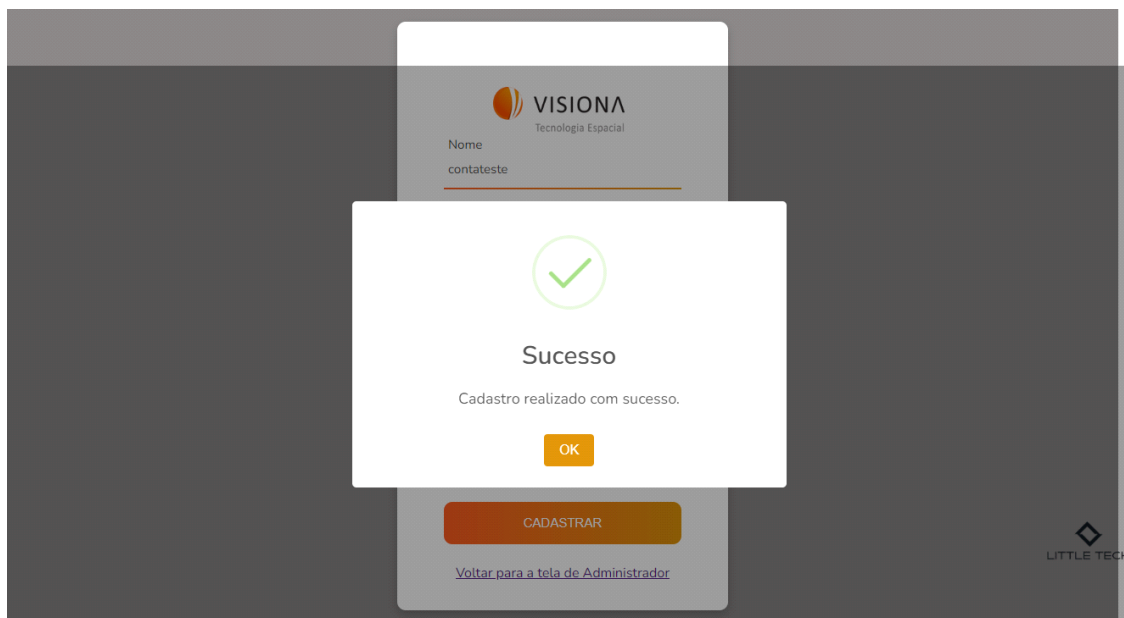 VISIONA
Tecnologia Espacial
Nome
contateste
Sucesso
Cadastro realizado com sucesso.
OK
CADASTRAR
LITTLE TECH
Voltar para a tela de Administrador